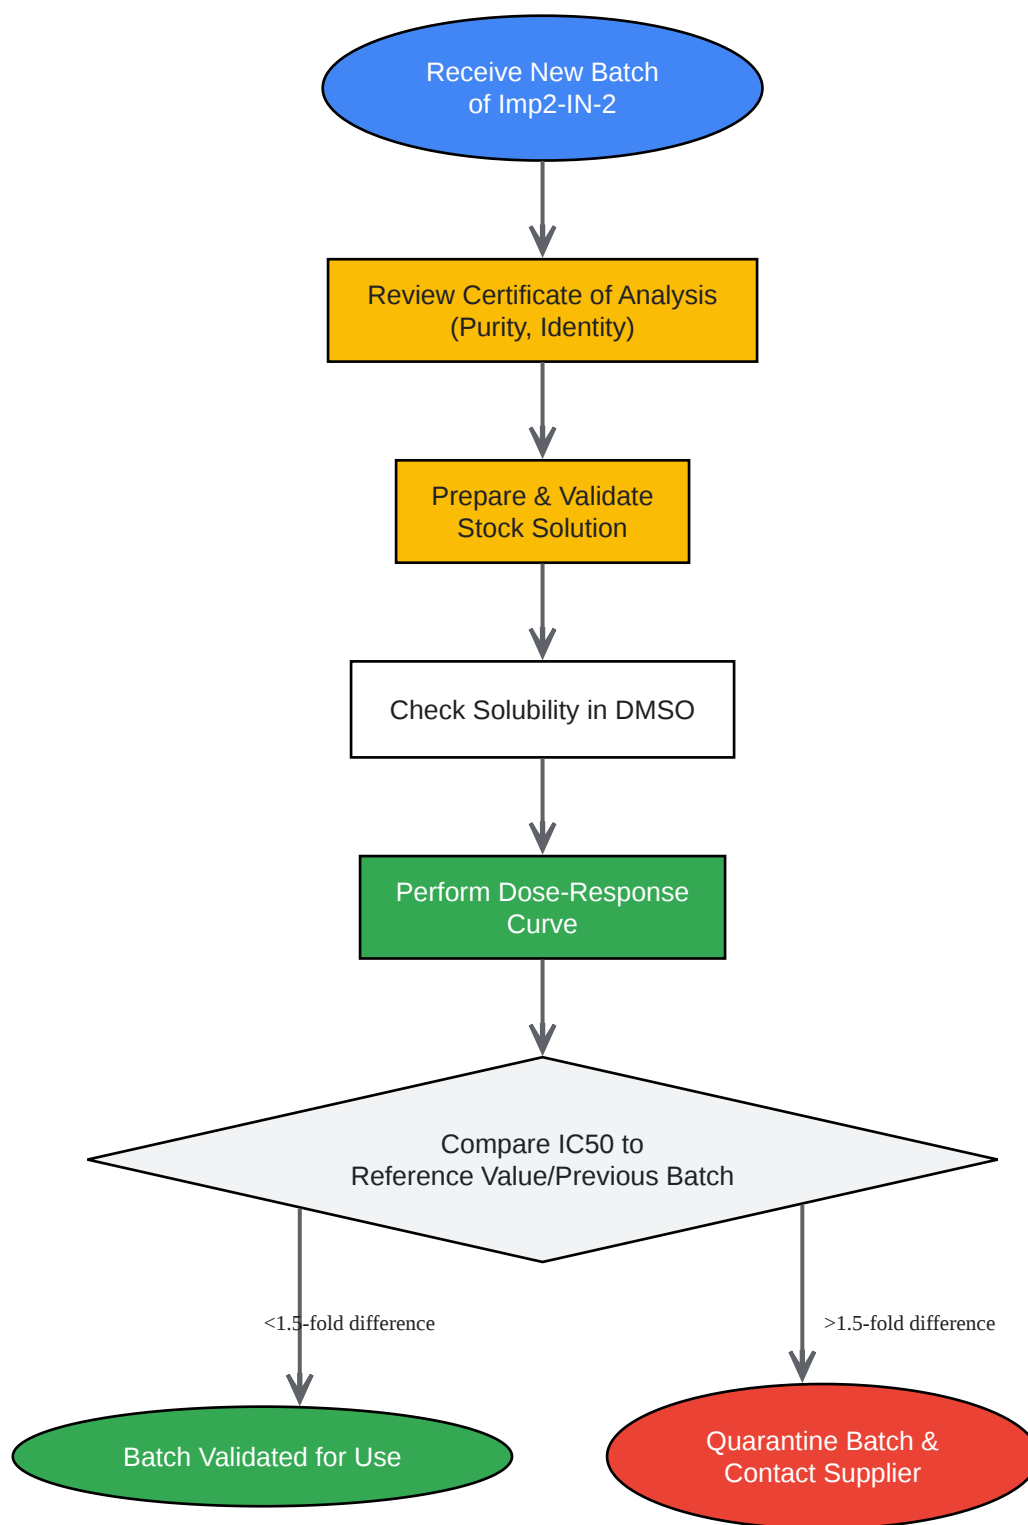 Receive New Batch
of Imp2-IN-2
Review Certificate of Analysis
(Purity, Identity)
Prepare & Validate
Stock Solution
Check Solubility in DMSO
Perform Dose-Response
Curve
Compare IC50 to
Reference Value/Previous Batch
<1.5-fold difference
>1.5-fold difference
Batch Validated for Use
Quarantine Batch &
Contact Supplier